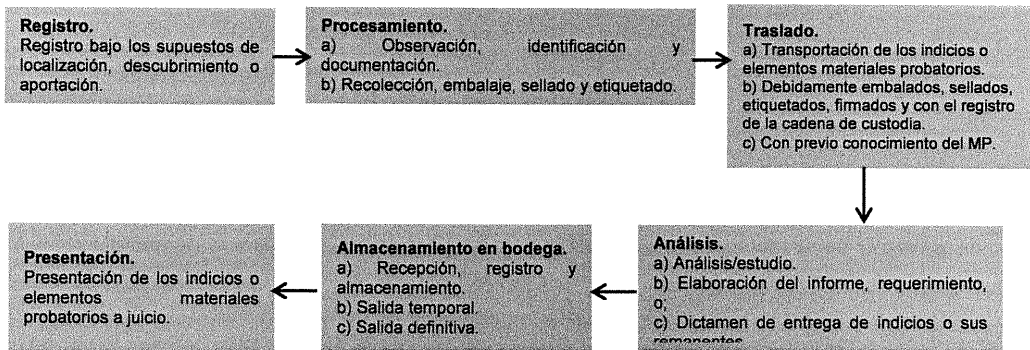 Registro.
Registro bajo los supuestos de
localización, descubrimiento o
aportación.
Procesamiento.
a) Observación, identificación y
documentación.
b) Recolección, embalaje, sellado y etiquetado.
Traslado.
a) Transportación de los indicios o
elementos materiales probatorios.
b) Debidamente embalados, sellados,
etiquetados, firmados y con el registro
de la cadena de custodia.
c) Con previo conocimiento del MP.
Análisis.
a) Análisis/estudio.
b) Elaboración del informe, requerimiento,
o;
c) Dictamen de entrega de indicios o sus
remanentes
Almacenamiento en bodega.
a) Recepción, registro y
almacenamiento.
b) Salida temporal.
c) Salida definitiva.
Presentación.
Presentación de los indicios o
elementos materiales
probatorios a juicio.